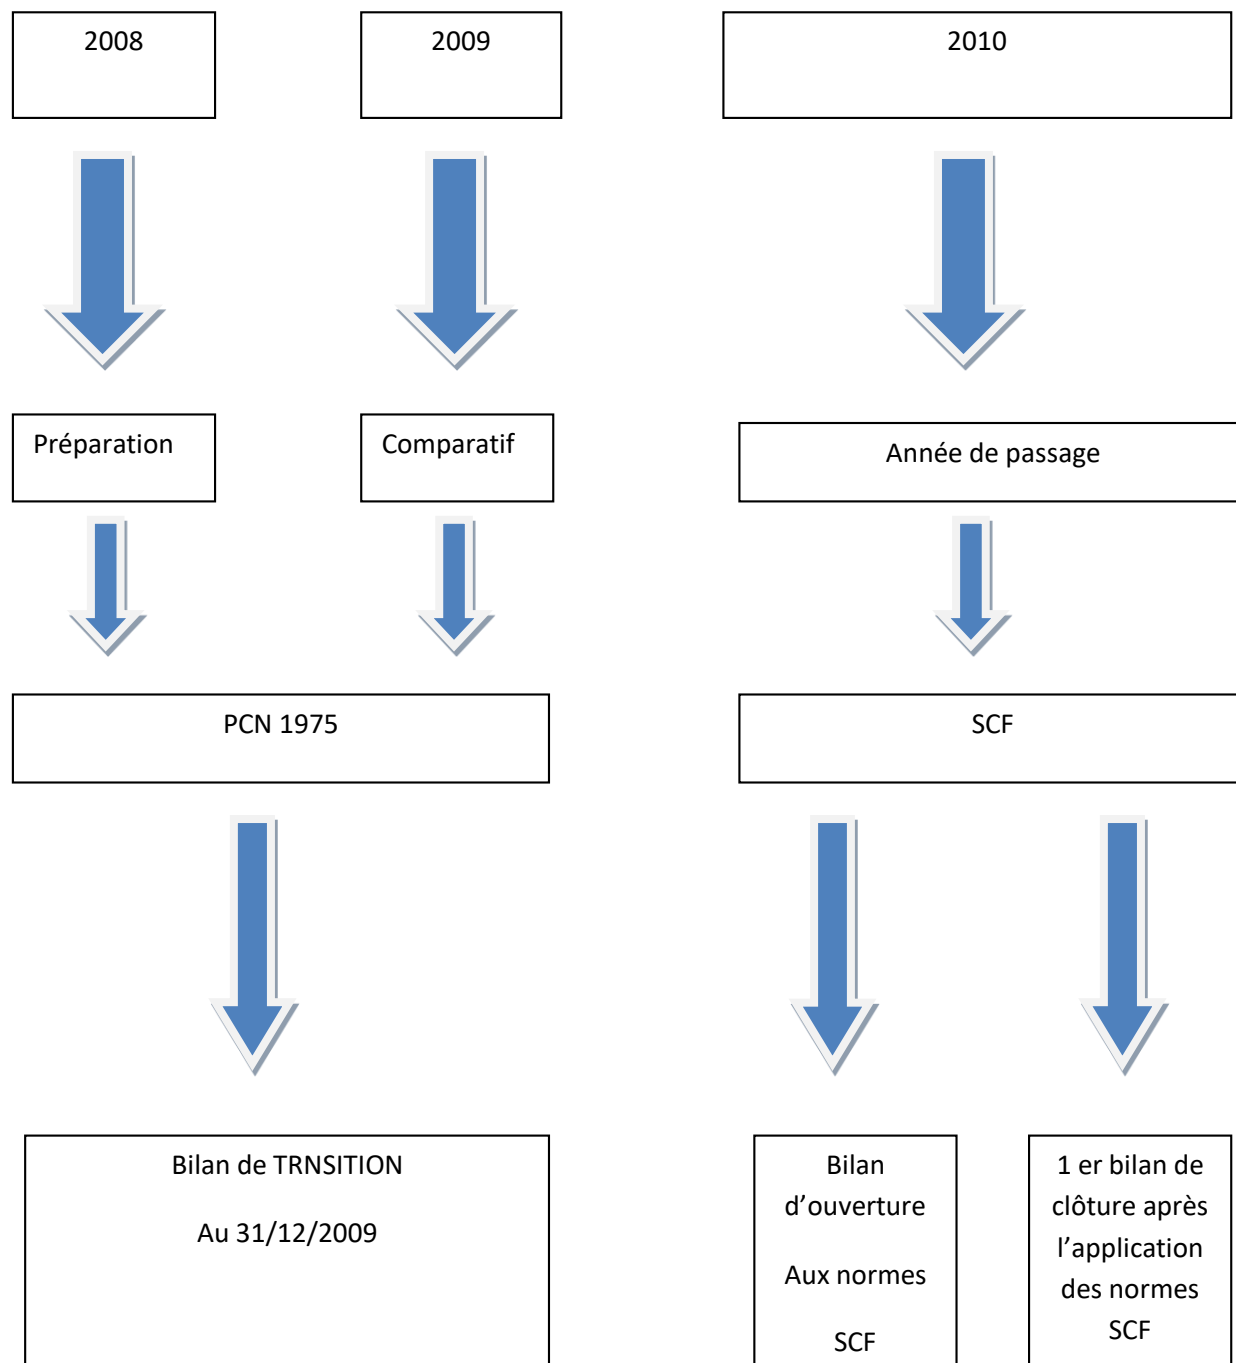 2008
2009
2010
Préparation
Comparatif
Année de passage
PCN 1975
SCF
Bilan de TRNSITION
Au 31/12/2009
Bilan
d’ouverture
Aux normes
SCF
1 er bilan de
clôture après
l’application
des normes
SCF